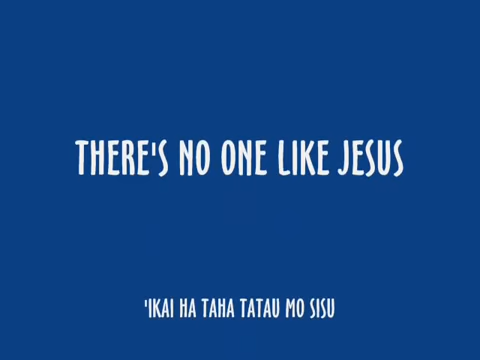 THERE'S NO ONE LIKE JESUS
'IKAI HA TAHA TATAU MO SISU